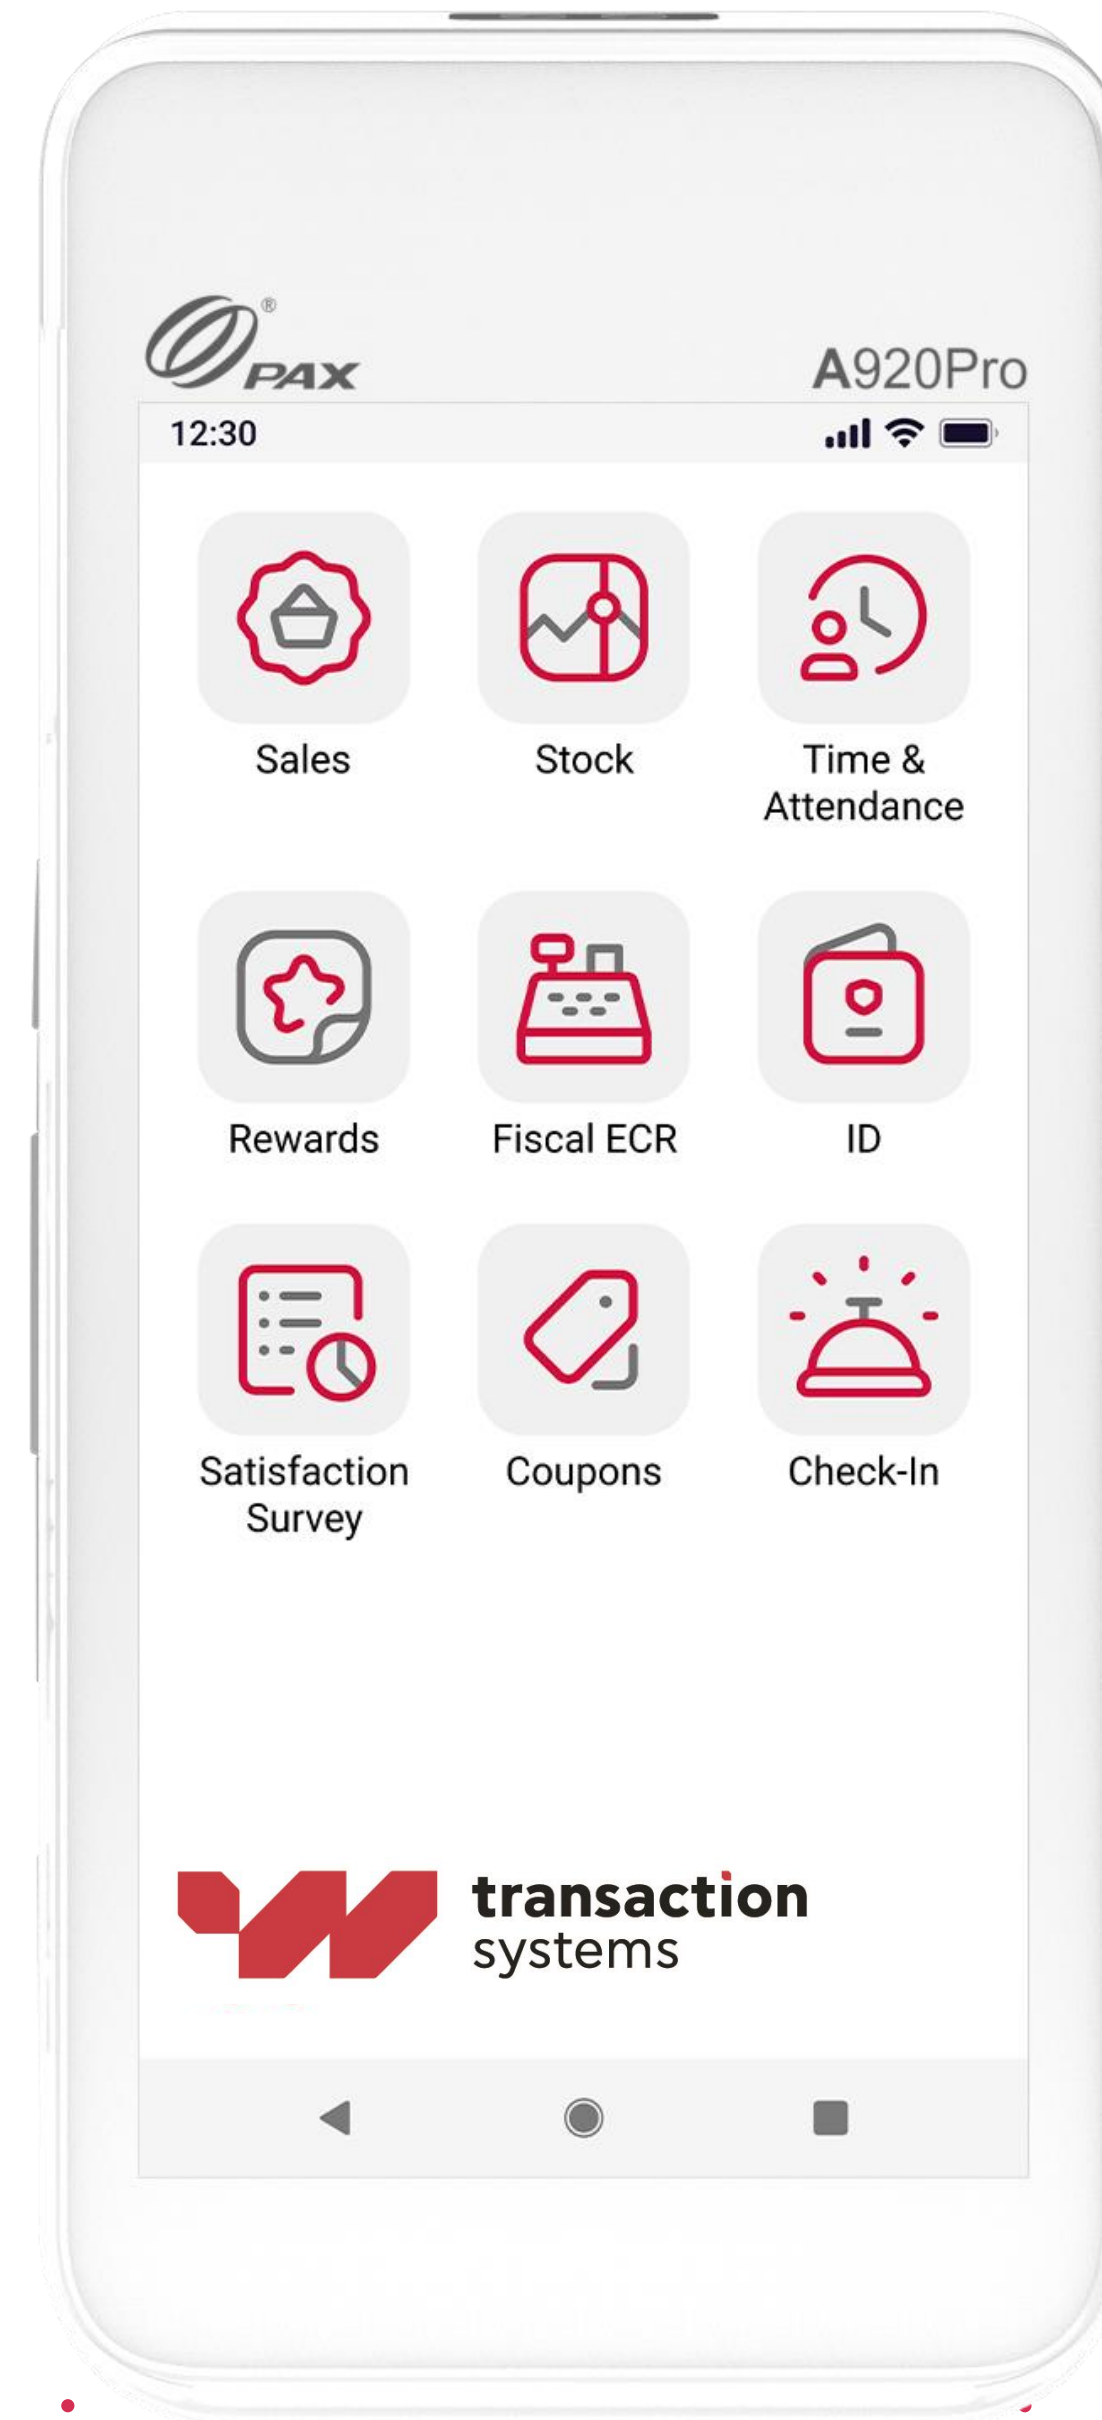 ®
PAX
A920Pro
12:30
Sales
Stock
Time &
Attendance
Rewards
Fiscal ECR
ID
Satisfaction
Survey
Coupons
Check-In
transaction
systems